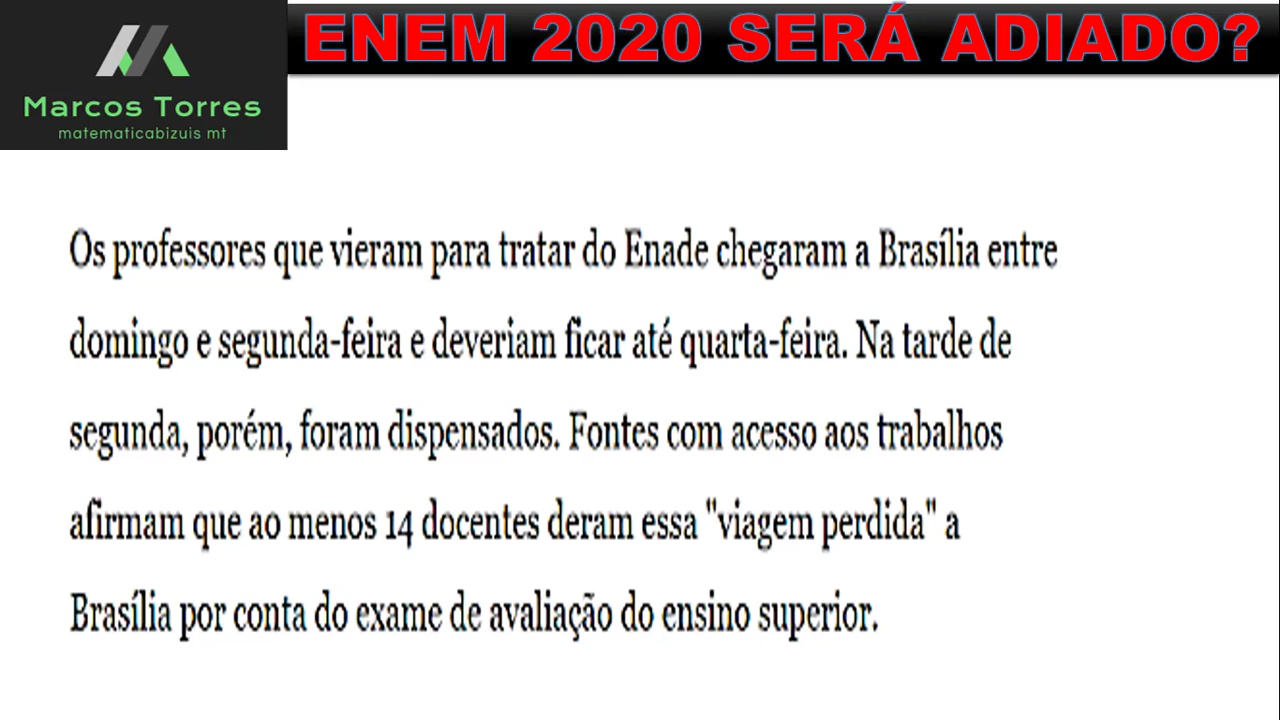 ENEM 2020 SERÁ ADIADO?
Marcos Torres
matematicabizuis mt
Os professores que vieram para tratar do Enade chegaram a Brasília entre
domingo e segunda-feira e deveriam ficar até quarta-feira. Na tarde de
segunda, porém, foram dispensados. Fontes com acesso aos trabalhos
afirmam que ao menos 14 docentes deram essa "viagem perdida" a
Brasília por conta do exame de avaliação do ensino superior.